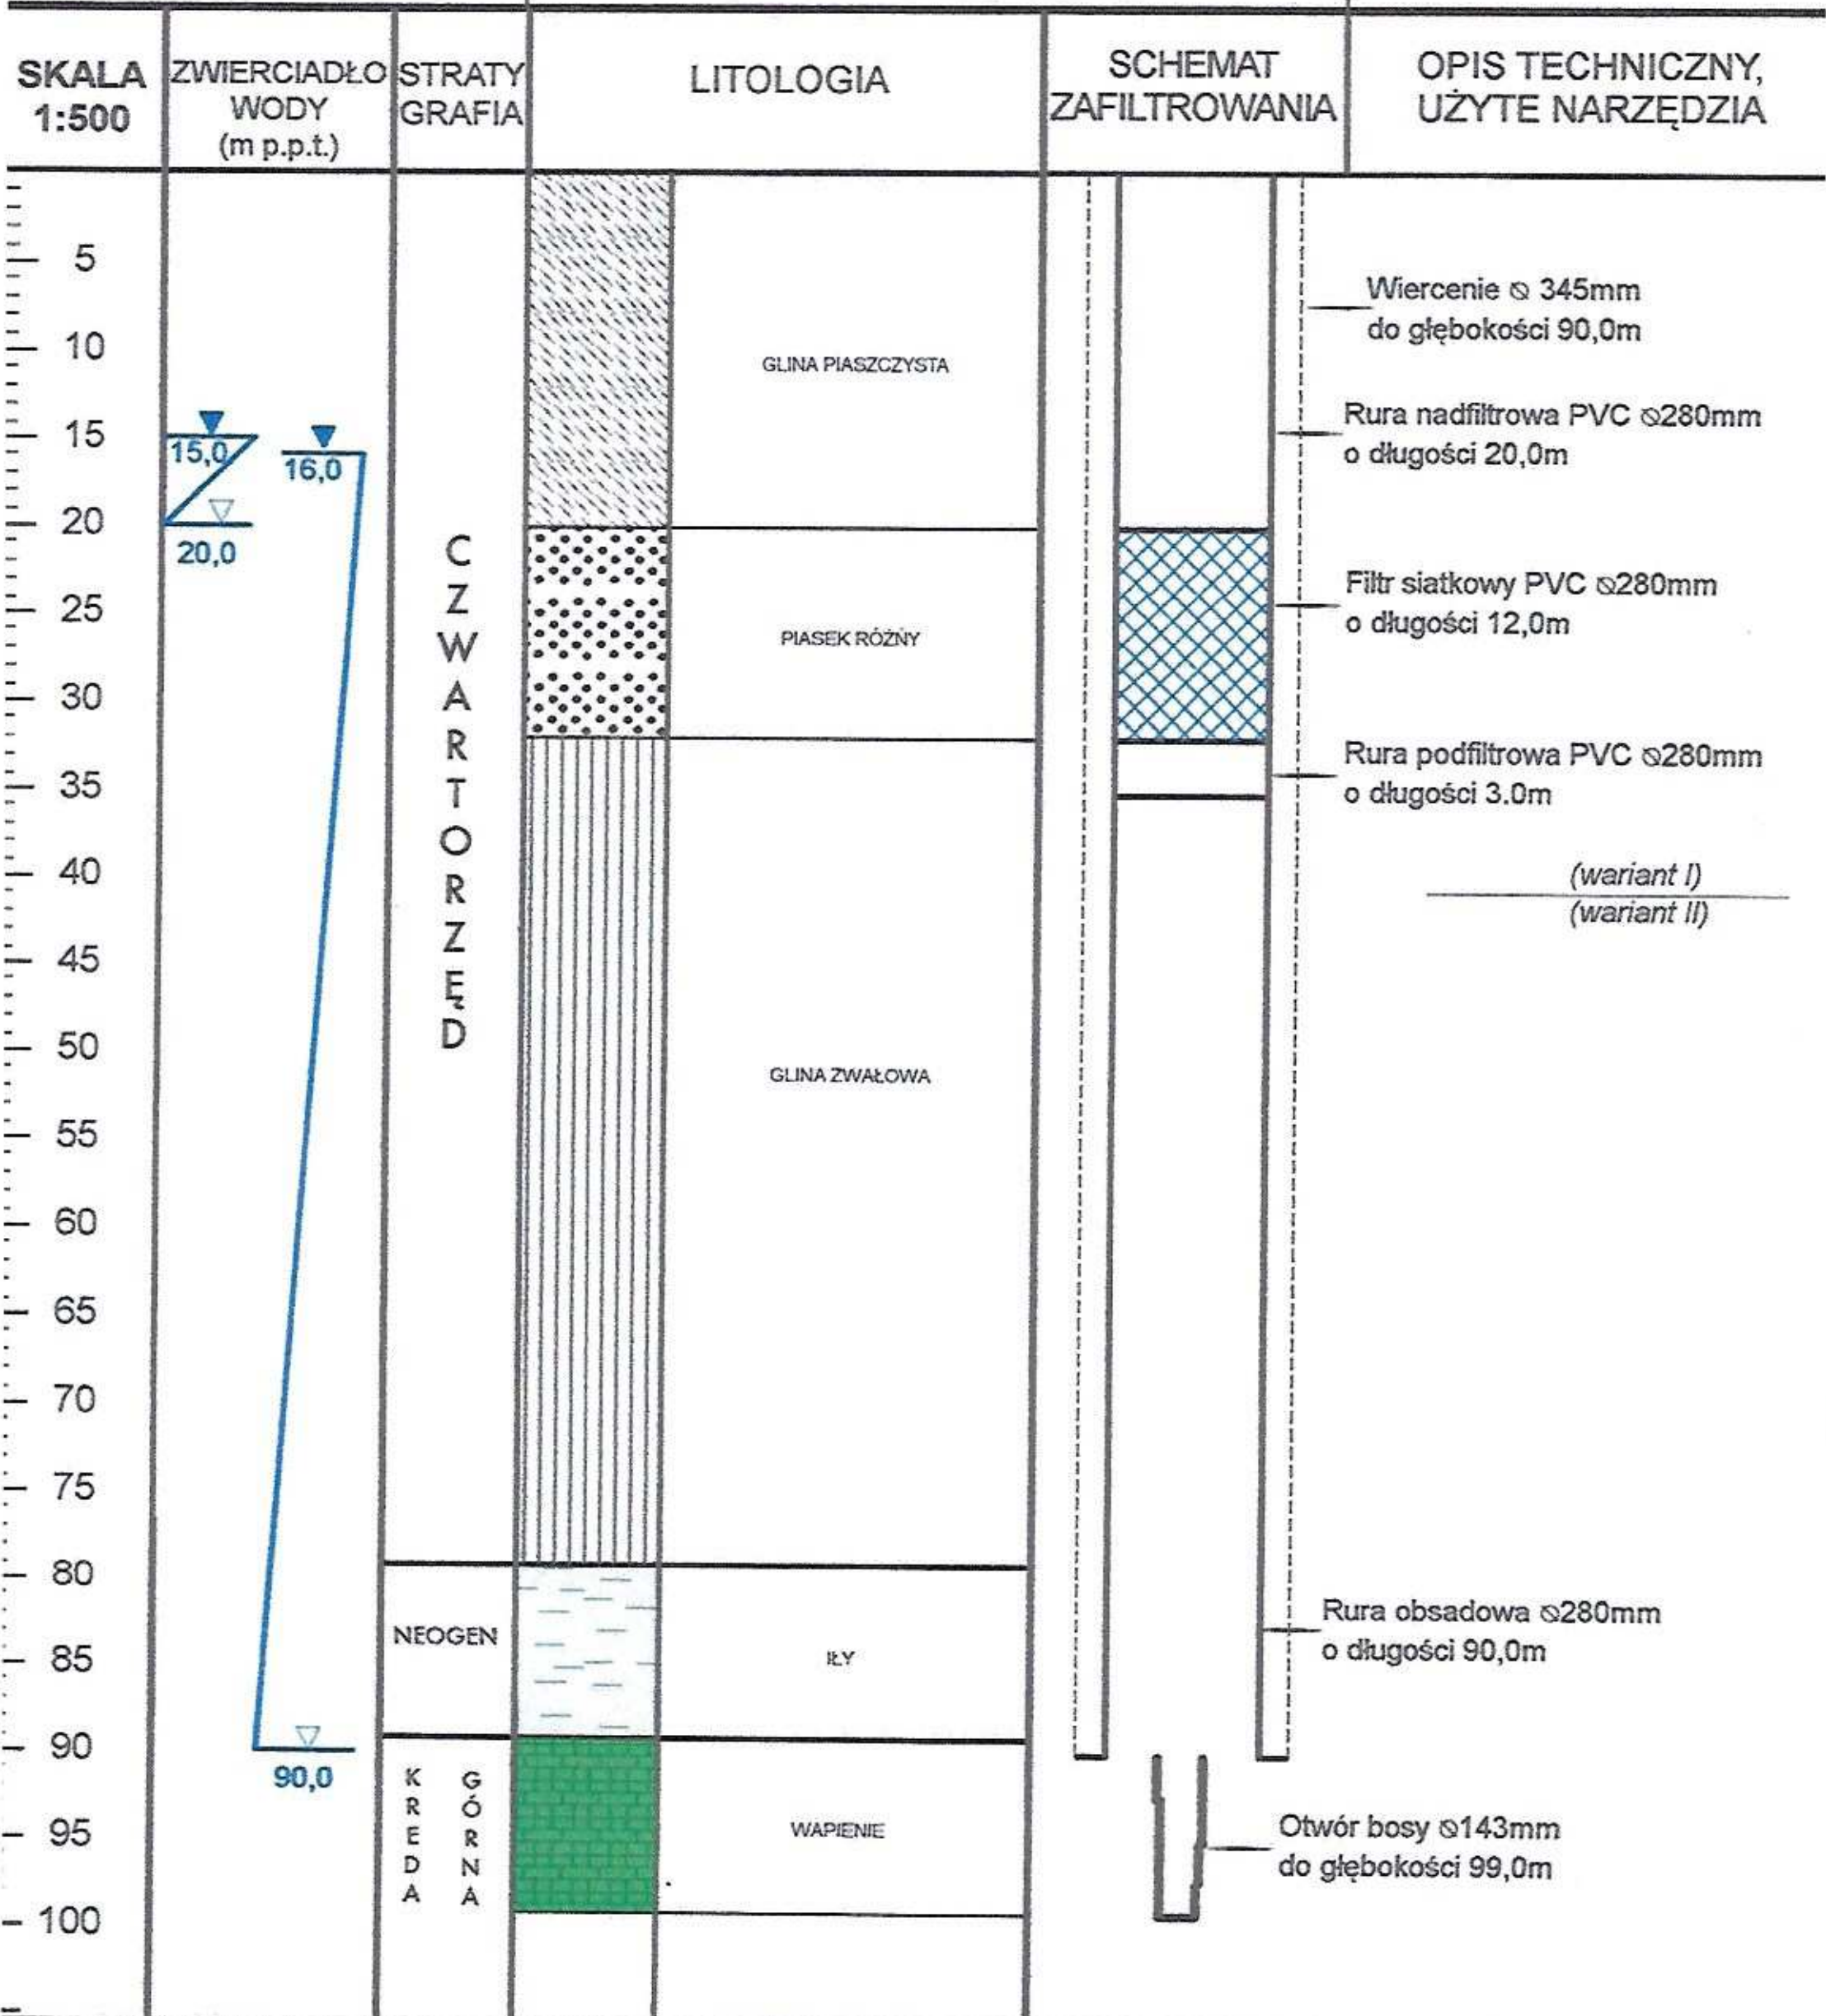 SKALA
1:500
ZWIERCIADŁO
WODY
(m p.p.t.)
STRATY
GRAFIA
LITOLOGIA
SCHEMAT
ZAFILTROWANIA
OPIS TECHNICZNY,
UŻYTE NARZĘDZIA
5
10
15
20
25
30
35
40
45
50
55
60
65
70
75
80
85
90
95
100
15,0
16,0
20,0
90,0
CZWARTORZĘD
NEOGEN
KREDA
GÓRNA
GLINA PIASZCZYSTA
PIASEK RÓŻNY
GLINA ZWAŁOWA
IŁY
WAPIENIE
Wiercenie ⦰ 345mm
do głębokości 90,0m
Rura nadfiltrowa PVC ⦰280mm
o długości 20,0m
Filtr siatkowy PVC ⦰280mm
o długości 12,0m
Rura podfiltrowa PVC ⦰280mm
o długości 3.0m
(wariant I)
(wariant II)
Rura obsadowa ⦰280mm
o długości 90,0m
Otwór bosy ⦰143mm
do głębokości 99,0m